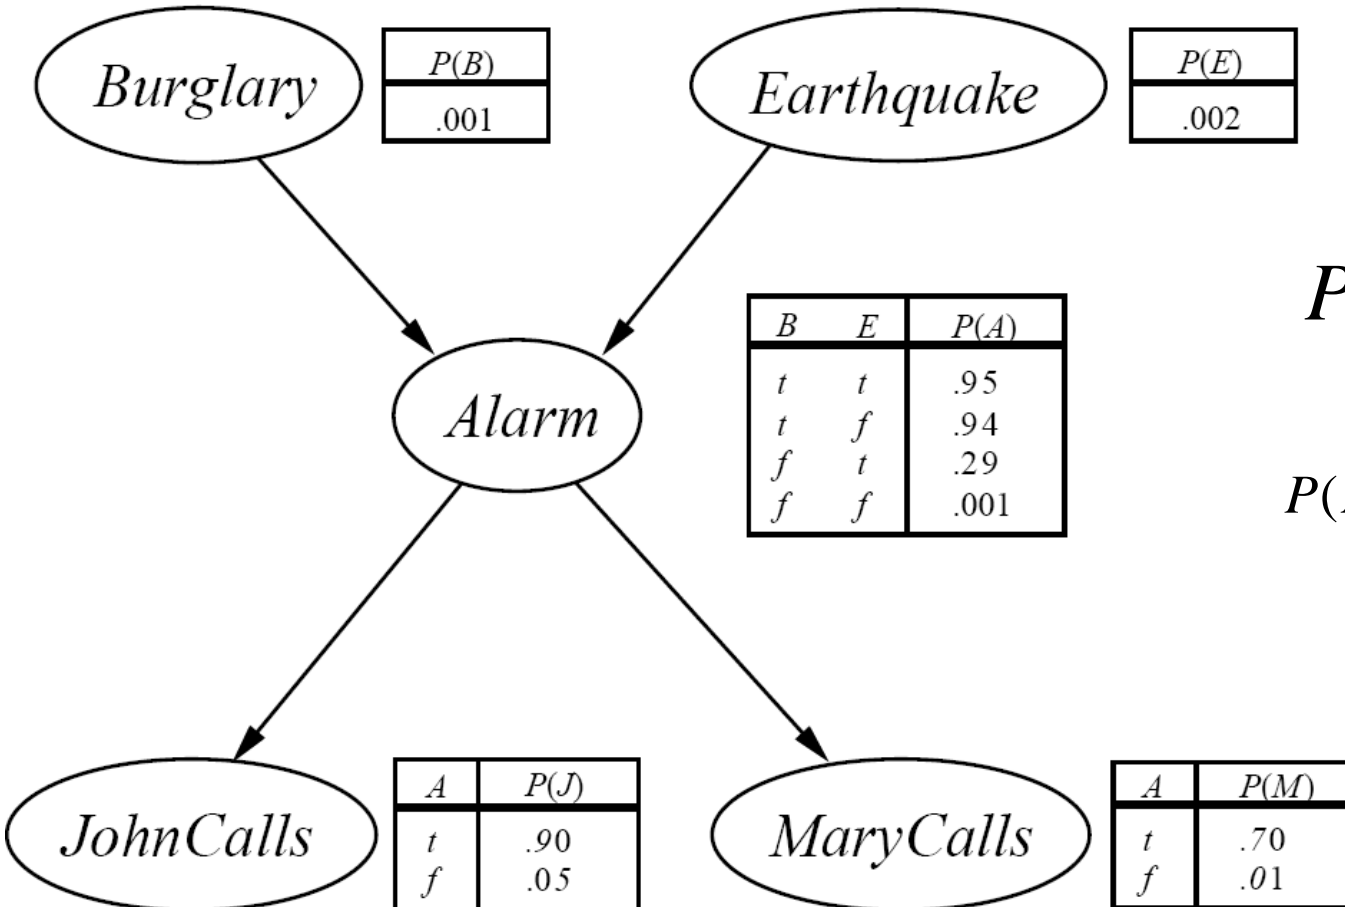 Burglary
P(B)
.001
Earthquake
P(E)
.002
P
B E P(A)
t t .95
t f .94
f t .29
f f .001
Alarm
P(
JohnCalls
A P(J)
t .90
f .05
MaryCalls
A P(M)
t .70
f .01